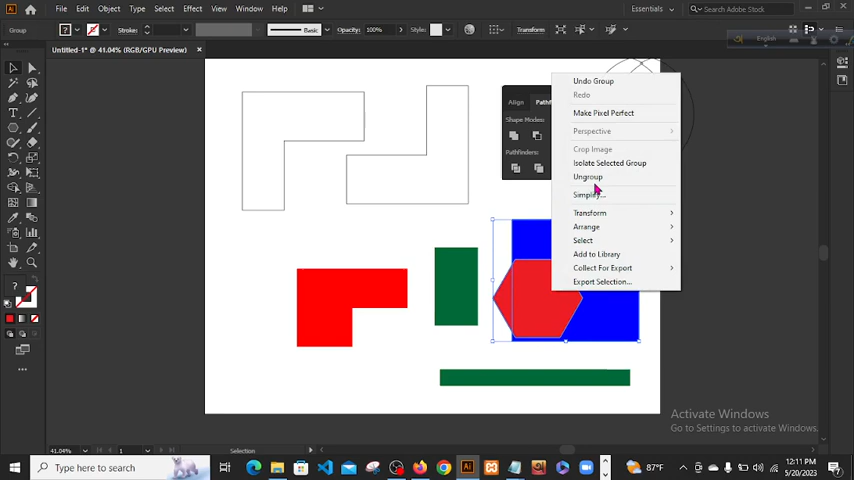 Ai File Edit Object Type Select Effect View Window Help Essentials Search Adobe Stock
Group Stroke: Basic Opacity: 100% Style: Transform
English
Untitled-1* @ 41.04% (RGB/GPU Preview) ×
Align
Shape Modes:
Pathfinders:
Undo Group
Redo
Make Pixel Perfect
Perspective
Crop Image
Isolate Selected Group
Ungroup
Simplify...
Transform
Arrange
Select
Add to Library
Collect For Export
Export Selection...
Activate Windows
Go to Settings to activate Windows.
41.04% 1 Selection
Type here to search
87°F
12:11 PM
5/20/2023